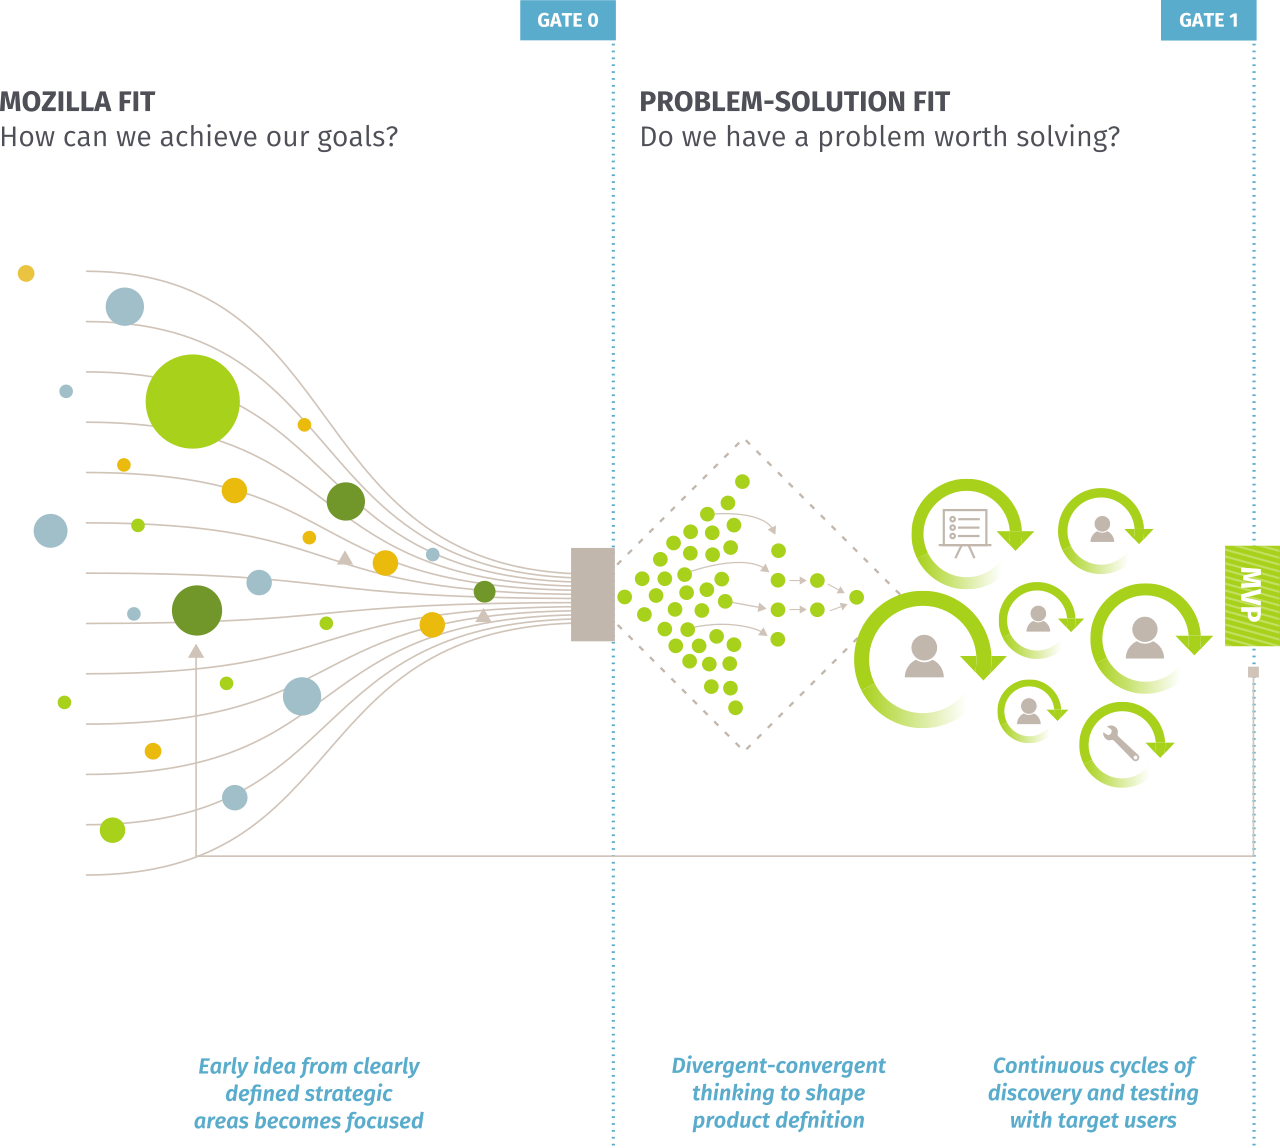 GATE 0
GATE 1
MOZILLA FIT
How can we achieve our goals?
PROBLEM-SOLUTION FIT
Do we have a problem worth solving?
MVP
Early idea from clearly
defined strategic
areas becomes focused
Divergent-convergent
thinking to shape
product defnition
Continuous cycles of
discovery and testing
with target users